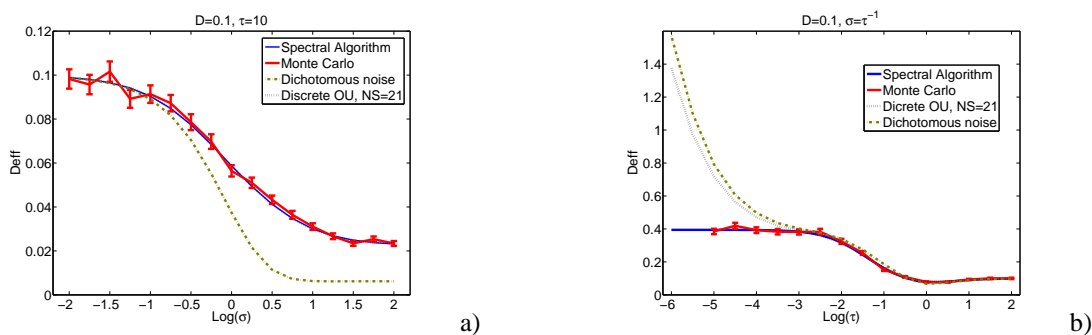 D=0.1, τ=10
0.12
0.1
0.08
0.06
0.04
0.02
0
Deff
Spectral Algorithm
Monte Carlo
Dichotomous noise
Discrete OU, NS=21
−2 −1.5 −1 −0.5 0 0.5 1 1.5 2
Log(σ)
a)
D=0.1, σ=τ⁻¹
1.4
1.2
1
0.8
0.6
0.4
0.2
0
Deff
Spectral Algorithm
Monte Carlo
Dicrete OU, NS=21
Dichotomous noise
−6 −5 −4 −3 −2 −1 0 1 2
Log(τ)
b)